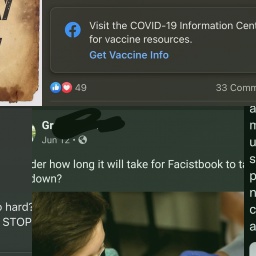 Visit the COVID-19 Information Cent
for vaccine resources.
Get Vaccine Info
49
33 Comm
Gr
Jun 12
der how long it will take for Facistbook to ta
down?
o hard?
STOP